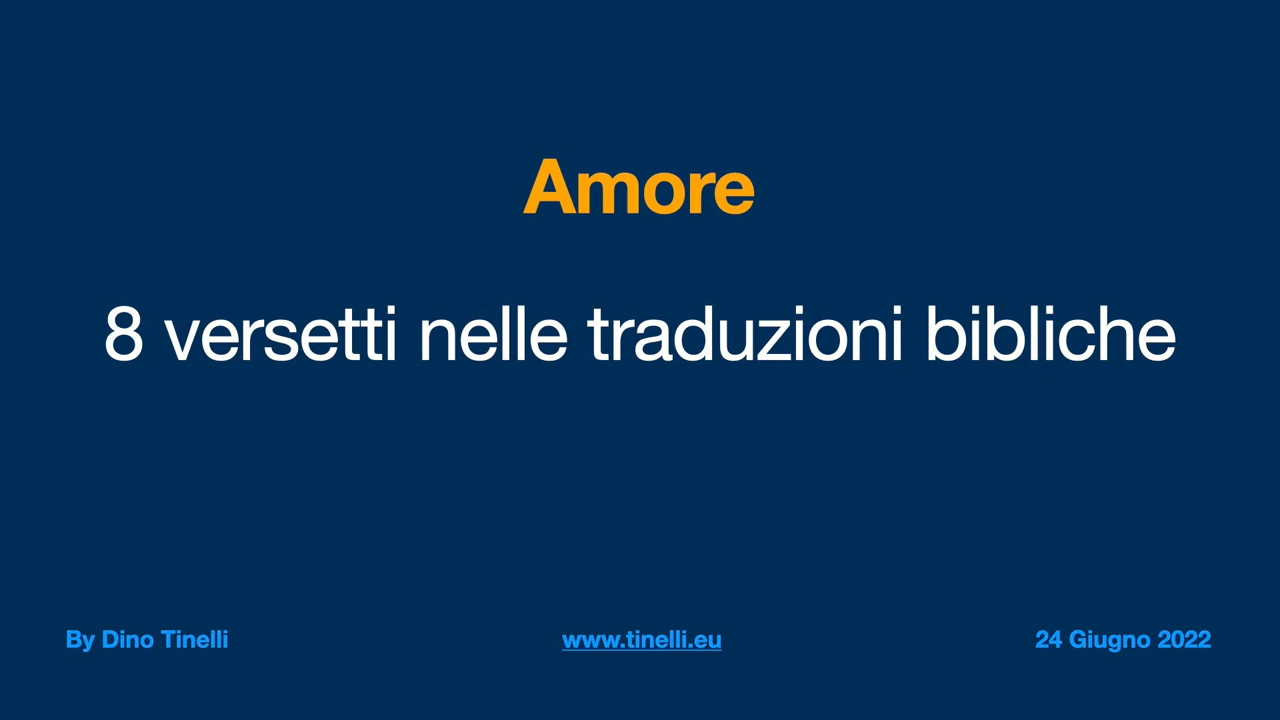 Amore
8 versetti nelle traduzioni bibliche
By Dino Tinelli
www.tinelli.eu
24 Giugno 2022